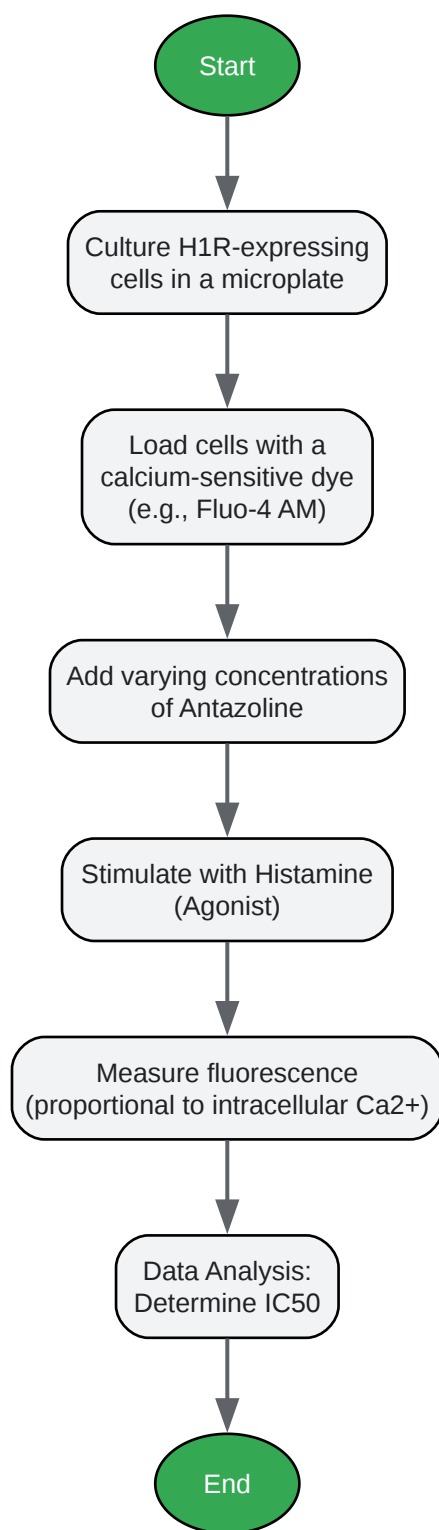 Start
Culture H1R-expressing
cells in a microplate
Load cells with a
calcium-sensitive dye
(e.g., Fluo-4 AM)
Add varying concentrations
of Antazoline
Stimulate with Histamine
(Agonist)
Measure fluorescence
(proportional to intracellular Ca2+)
Data Analysis:
Determine IC50
End